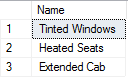 Name
1 Tinted Windows
2 Heated Seats
3 Extended Cab